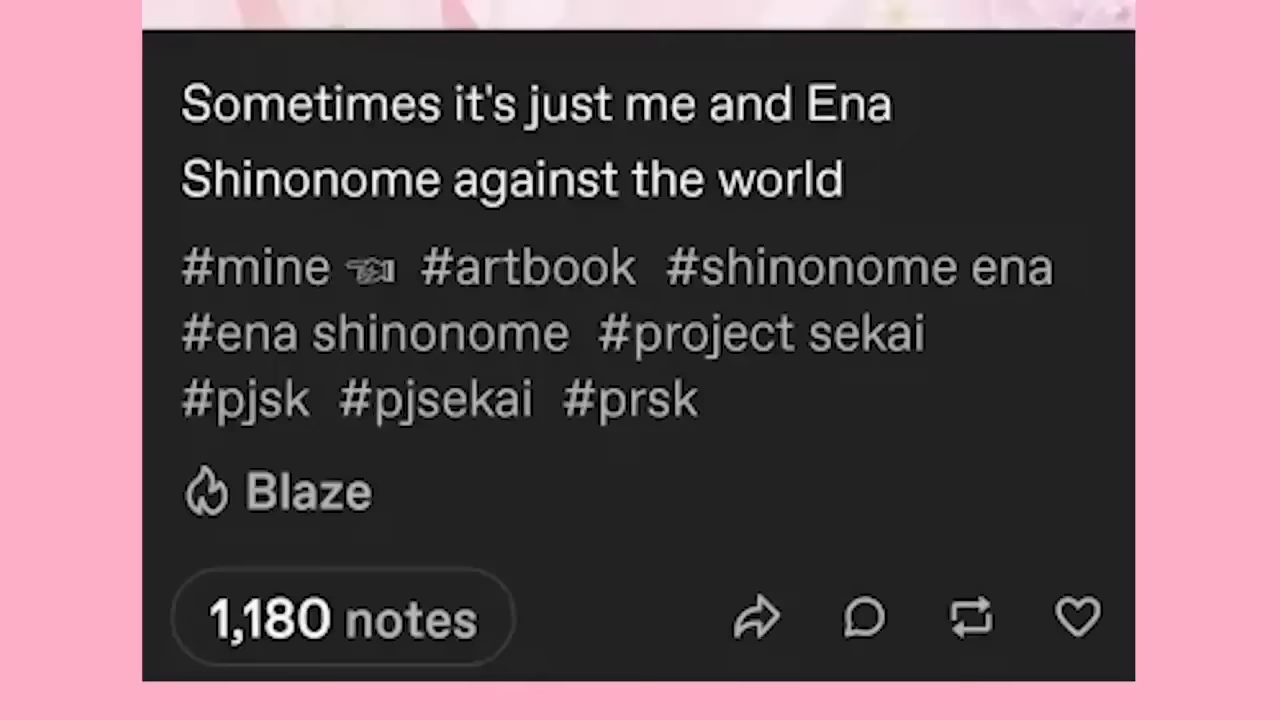 Sometimes it's just me and Ena
Shinonome against the world
#mine ☜ #artbook #shinonome ena
#ena shinonome #project sekai
#pjsk #pjsekai #prsk
Blaze
1,180 notes